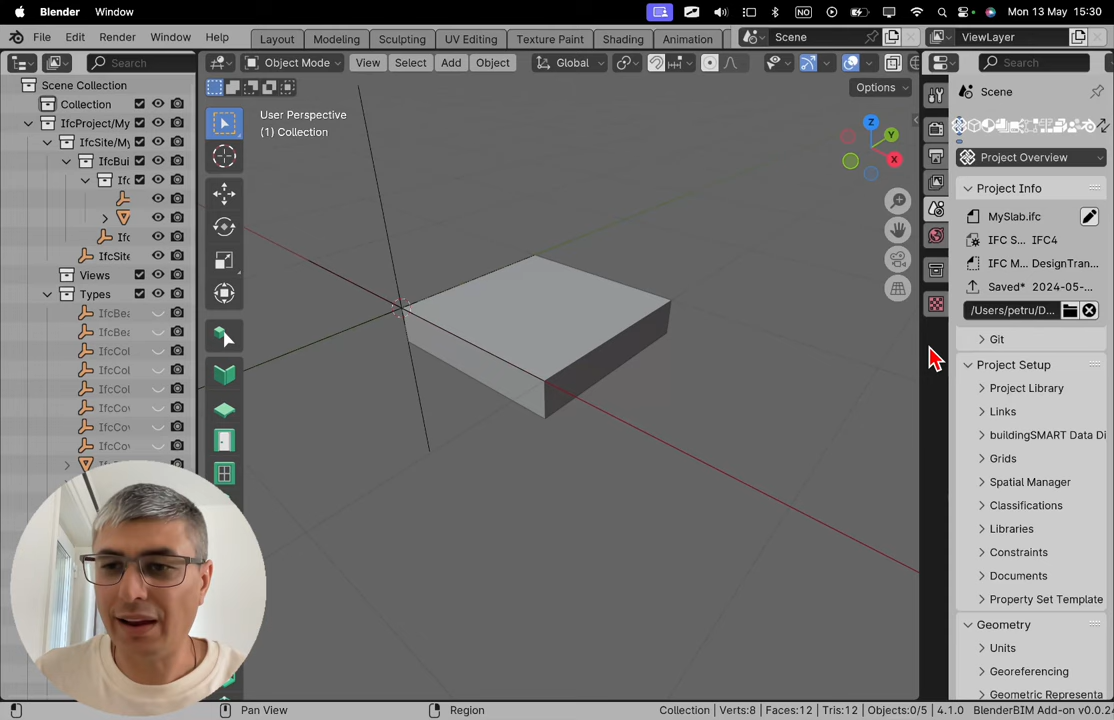 Blender Window NO Mon 13 May 15:30
File Edit Render Window Help Layout Modeling Sculpting UV Editing Texture Paint Shading Animation Scene ViewLayer
Search Object Mode View Select Add Object Global Search
Scene Collection Options Scene
Collection User Perspective
(1) Collection
Z
Y
X
IfcProject/My
IfcSite/My
IfcBui
Ifc
Ifc
IfcSite
Views
Types
IfcBea
IfcBea
IfcCol
IfcCol
IfcCol
IfcCov
IfcCov
IfcCov
Project Overview
Project Info
MySlab.ifc
IFC S... IFC4
IFC M... DesignTran...
Saved* 2024-05-...
/Users/petru/D...
Git
Project Setup
Project Library
Links
buildingSMART Data Di
Grids
Spatial Manager
Classifications
Libraries
Constraints
Documents
Property Set Template
Geometry
Units
Georeferencing
Geometric Representa
Pan View Region Collection | Verts:8 | Faces:12 | Tris:12 | Objects:0/5 | 4.1.0 BlenderBIM Add-on v0.0.2